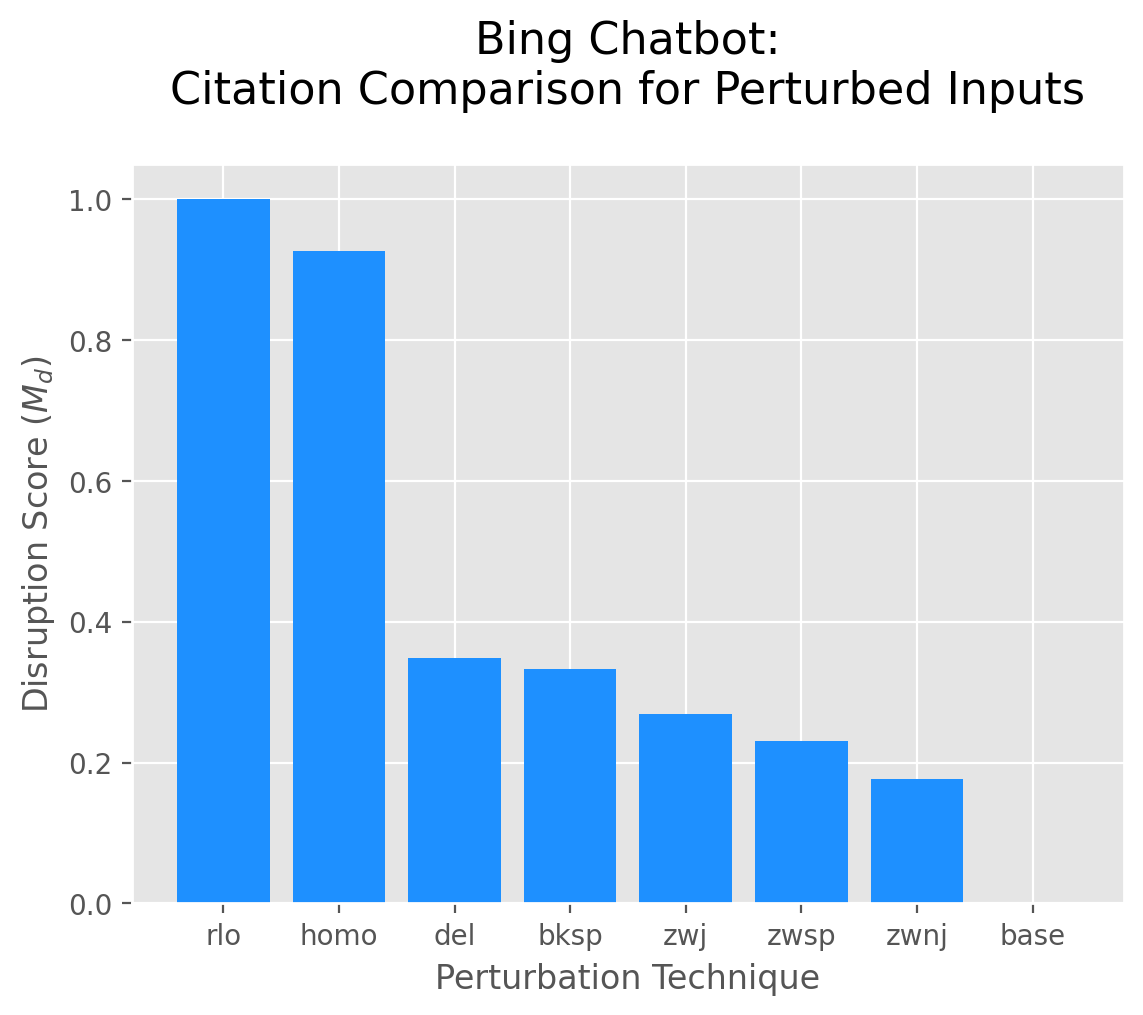 Bing Chatbot:
Citation Comparison for Perturbed Inputs
Disruption Score (M_d)
1.0
0.8
0.6
0.4
0.2
0.0
rlo homo del bksp zwj zwsp zwnj base
Perturbation Technique